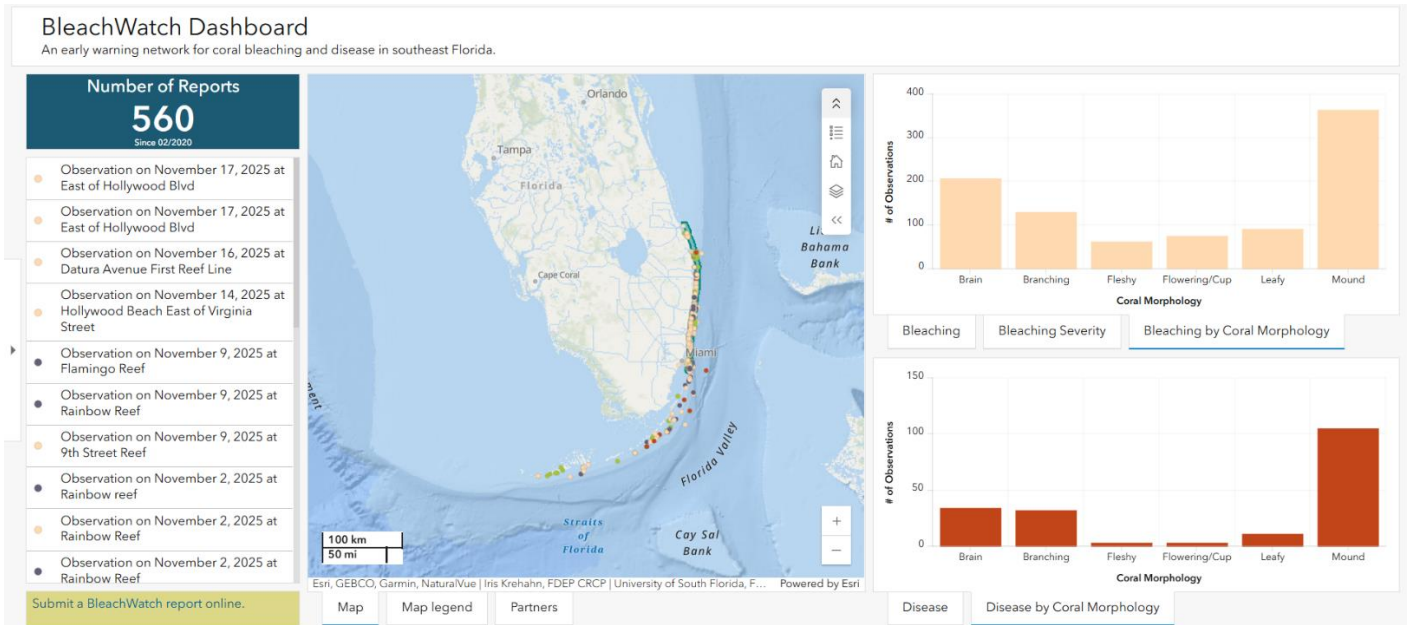 BleachWatch Dashboard
An early warning network for coral bleaching and disease in southeast Florida.
Number of Reports
560
Since 02/2020
Observation on November 17, 2025 at
East of Hollywood Blvd
Observation on November 17, 2025 at
East of Hollywood Blvd
Observation on November 16, 2025 at
Datura Avenue First Reef Line
Observation on November 14, 2025 at
Hollywood Beach East of Virginia
Street
Observation on November 9, 2025 at
Flamingo Reef
Observation on November 9, 2025 at
Rainbow Reef
Observation on November 9, 2025 at
9th Street Reef
Observation on November 2, 2025 at
Rainbow reef
Observation on November 2, 2025 at
Rainbow Reef
Observation on November 2, 2025 at
Rainbow Reef
Submit a BleachWatch report online.
Orlando
Tampa
Florida
Cape Coral
Miami
Bahama
Bank
Florida Valley
Straits
of
Florida
Cay Sal
Bank
100 km
50 mi
Esri, GEBCO, Garmin, NaturalVue | Iris Krehahn, FDEP CRCP | University of South Florida, F... Powered by Esri
Map
Map legend
Partners
400
300
200
100
0
# of Observations
Brain
Branching
Fleshy
Flowering/Cup
Leafy
Mound
Coral Morphology
Bleaching
Bleaching Severity
Bleaching by Coral Morphology
150
100
50
0
# of Observations
Brain
Branching
Fleshy
Flowering/Cup
Leafy
Mound
Coral Morphology
Disease
Disease by Coral Morphology